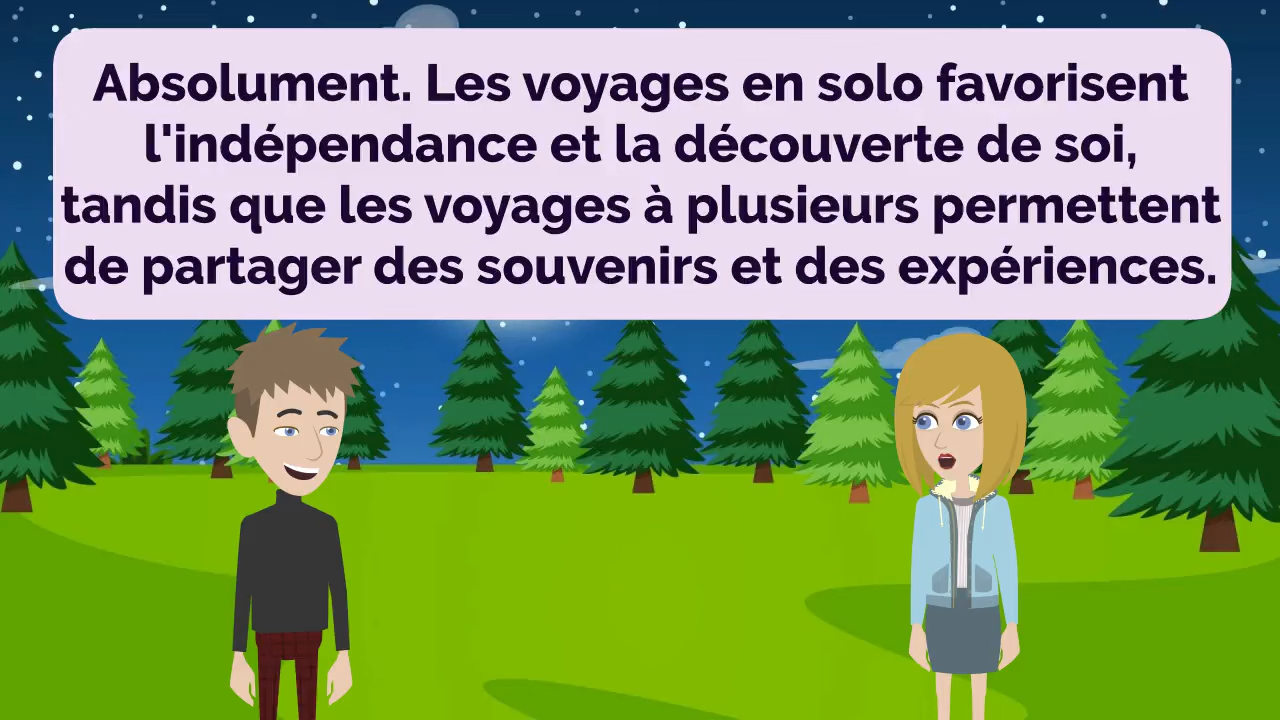 Absolument. Les voyages en solo favorisent
l'indépendance et la découverte de soi,
tandis que les voyages à plusieurs permettent
de partager des souvenirs et des expériences.